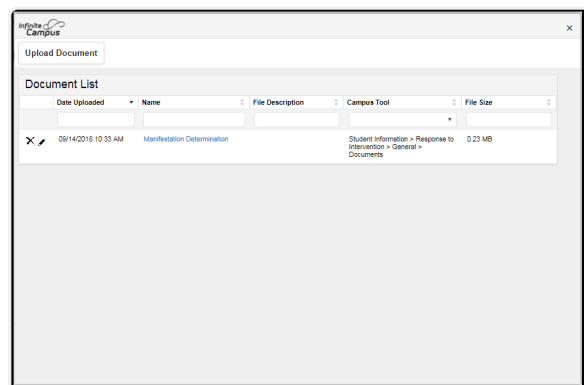 Infinite
Campus
×
Upload Document
Document List
Date Uploaded Name File Description Campus Tool File Size
09/14/2018 10:33 AM Manifestation Determination Student Information > Response to 0.23 MB
Intervention > General >
Documents